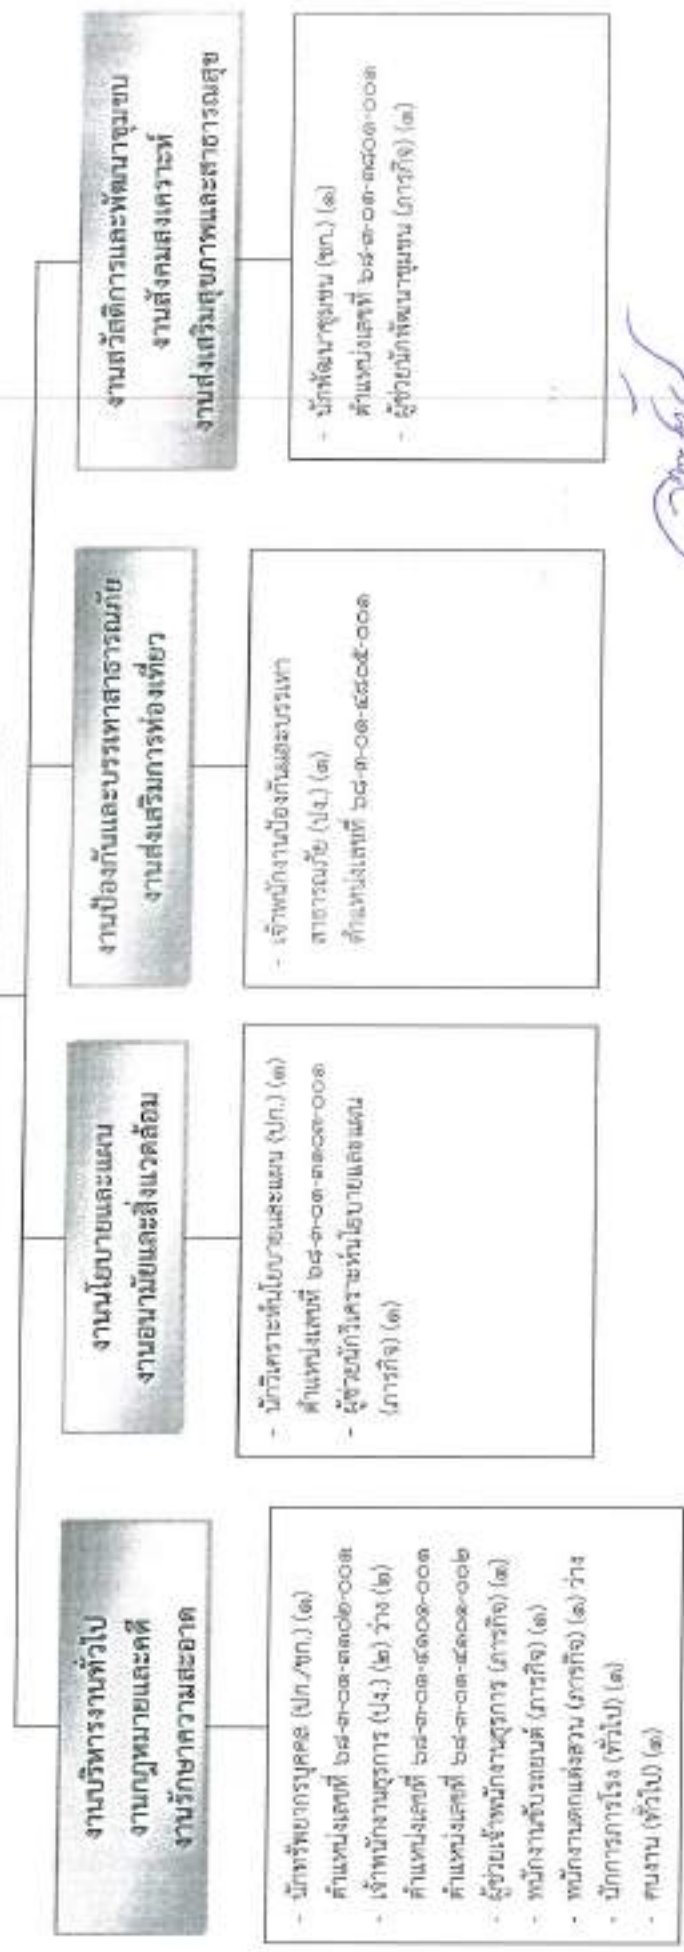 งานบริหารงานทั่วไป
งานกฎหมายและคดี
งานรักษาความสะอาด
- นักทรัพยากรบุคคล (ปก./ชก.) (๑)
ตำแหน่งเลขที่ ๖๘-๓-๐๑-๓๑๐๒-๐๐๑
- เจ้าพนักงานธุรการ (ปง.) (๒) ว่าง (๒)
ตำแหน่งเลขที่ ๖๘-๓-๐๑-๔๑๐๑-๐๐๑
ตำแหน่งเลขที่ ๖๘-๓-๐๑-๔๑๐๑-๐๐๒
- ผู้ช่วยเจ้าพนักงานธุรการ (ภารกิจ) (๑)
- พนักงานขับรถยนต์ (ภารกิจ) (๑)
- พนักงานตกแต่งสวน (ภารกิจ) (๑) ว่าง
- นักการภารโรง (ทั่วไป) (๑)
- คนงาน (ทั่วไป) (๑)
งานนโยบายและแผน
งานอนามัยและสิ่งแวดล้อม
- นักวิเคราะห์นโยบายและแผน (ปก.) (๑)
ตำแหน่งเลขที่ ๖๘-๓-๐๑-๓๑๐๓-๐๐๑
- ผู้ช่วยนักวิเคราะห์นโยบายและแผน
(ภารกิจ) (๑)
งานป้องกันและบรรเทาสาธารณภัย
งานส่งเสริมการท่องเที่ยว
- เจ้าพนักงานป้องกันและบรรเทา
สาธารณภัย (ปง.) (๑)
ตำแหน่งเลขที่ ๖๘-๓-๐๑-๔๘๐๕-๐๐๑
งานสวัสดิการและพัฒนาชุมชน
งานสังคมสงเคราะห์
งานส่งเสริมสุขภาพและสาธารณสุข
- นักพัฒนาชุมชน (ชก.) (๑)
ตำแหน่งเลขที่ ๖๘-๓-๐๑-๓๘๐๑-๐๐๑
- ผู้ช่วยนักพัฒนาชุมชน (ภารกิจ) (๑)